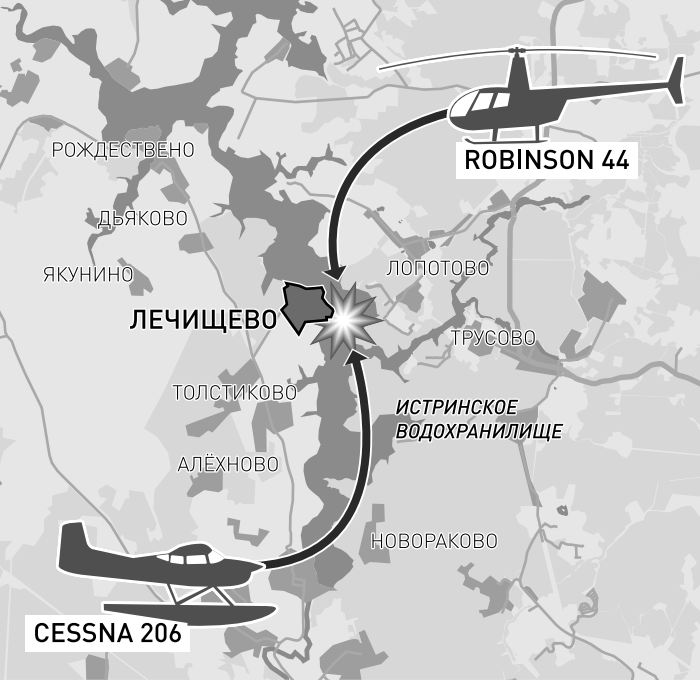 ROBINSON 44
РОЖДЕСТВЕНО
ДЬЯКОВО
ЯКУНИНО
ЛОПОТОВО
ЛЕЧИЩЕВО
ТРУСОВО
ТОЛСТИКОВО
ИСТРИНСКОЕ
ВОДОХРАНИЛИЩЕ
АЛЁХНОВО
НОВОРАКОВО
CESSNA 206